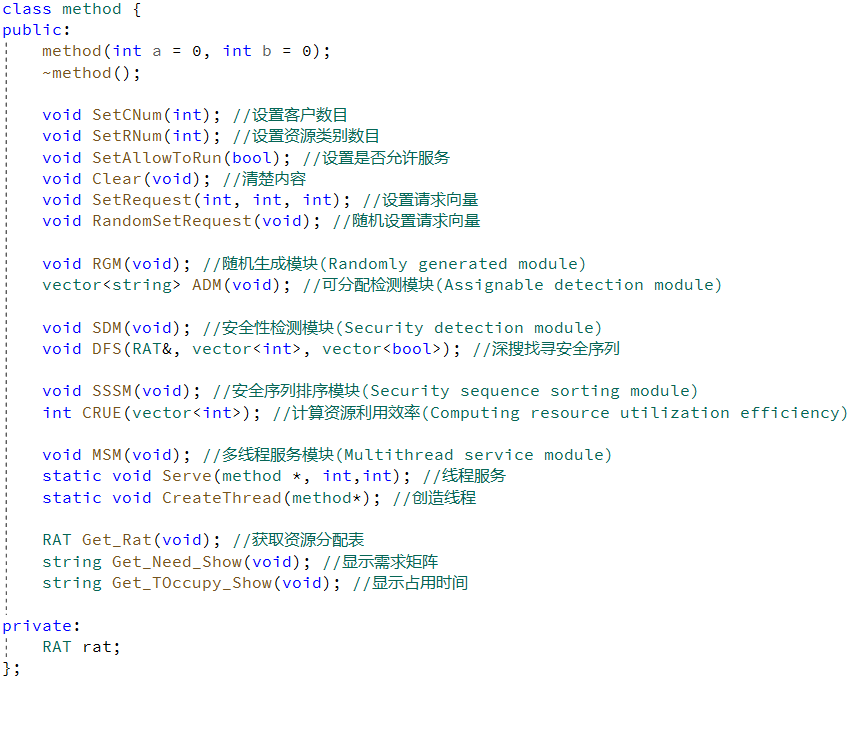 class method {
public:
method(int a = 0, int b = 0);
~method();
void SetCNum(int); //设置客户数目
void SetRNum(int); //设置资源类别数目
void SetAllowToRun(bool); //设置是否允许服务
void Clear(void); //清楚内容
void SetRequest(int, int, int); //设置请求向量
void RandomSetRequest(void); //随机设置请求向量
void RGM(void); //随机生成模块(Randomly generated module)
vector<string> ADM(void); //可分配检测模块(Assignable detection module)
void SDM(void); //安全性检测模块(Security detection module)
void DFS(RAT&, vector<int>, vector<bool>); //深搜找寻安全序列
void SSSM(void); //安全序列排序模块(Security sequence sorting module)
int CRUE(vector<int>); //计算资源利用效率(Computing resource utilization efficiency)
void MSM(void); //多线程服务模块(Multithread service module)
static void Serve(method *, int,int); //线程服务
static void CreateThread(method*); //创造线程
RAT Get_Rat(void); //获取资源分配表
string Get_Need_Show(void); //显示需求矩阵
string Get_TOccupy_Show(void); //显示占用时间
private:
RAT rat;
};